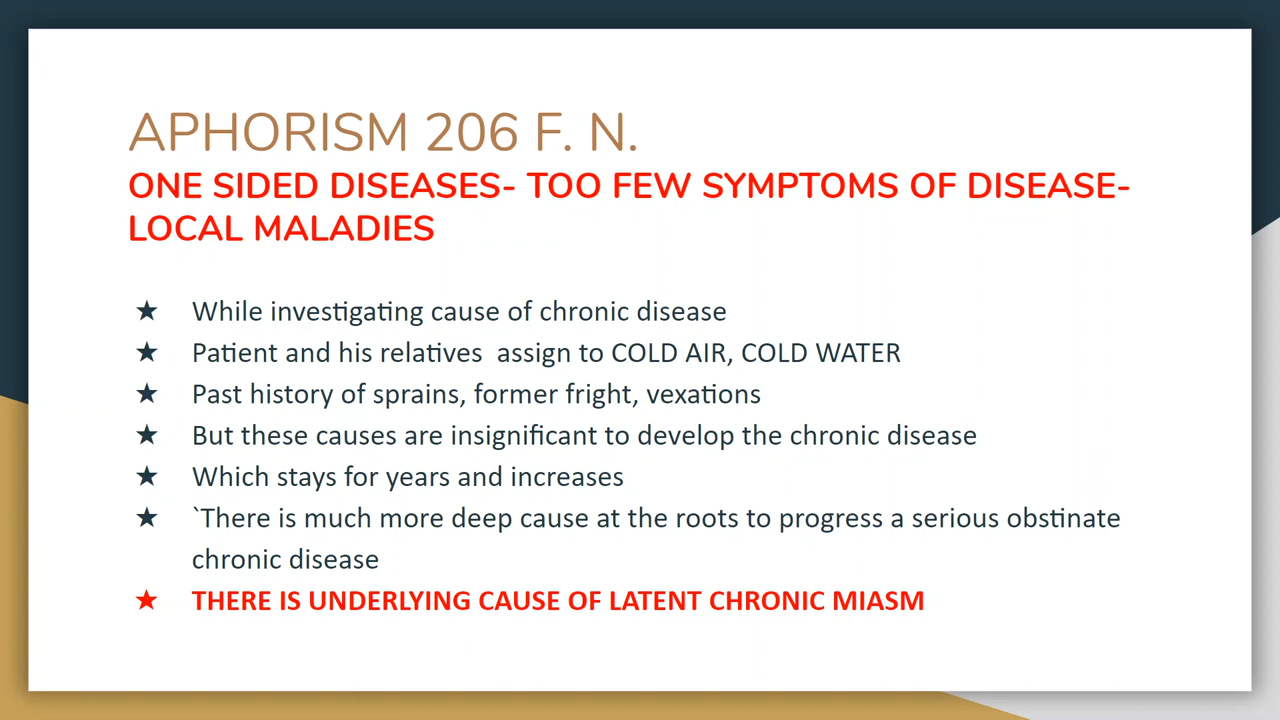 APHORISM 206 F. N.
ONE SIDED DISEASES- TOO FEW SYMPTOMS OF DISEASE-
LOCAL MALADIES
★ While investigating cause of chronic disease
★ Patient and his relatives  assign to COLD AIR, COLD WATER
★ Past history of sprains, former fright, vexations
★ But these causes are insignificant to develop the chronic disease
★ Which stays for years and increases
★ `There is much more deep cause at the roots to progress a serious obstinate
chronic disease
★ THERE IS UNDERLYING CAUSE OF LATENT CHRONIC MIASM